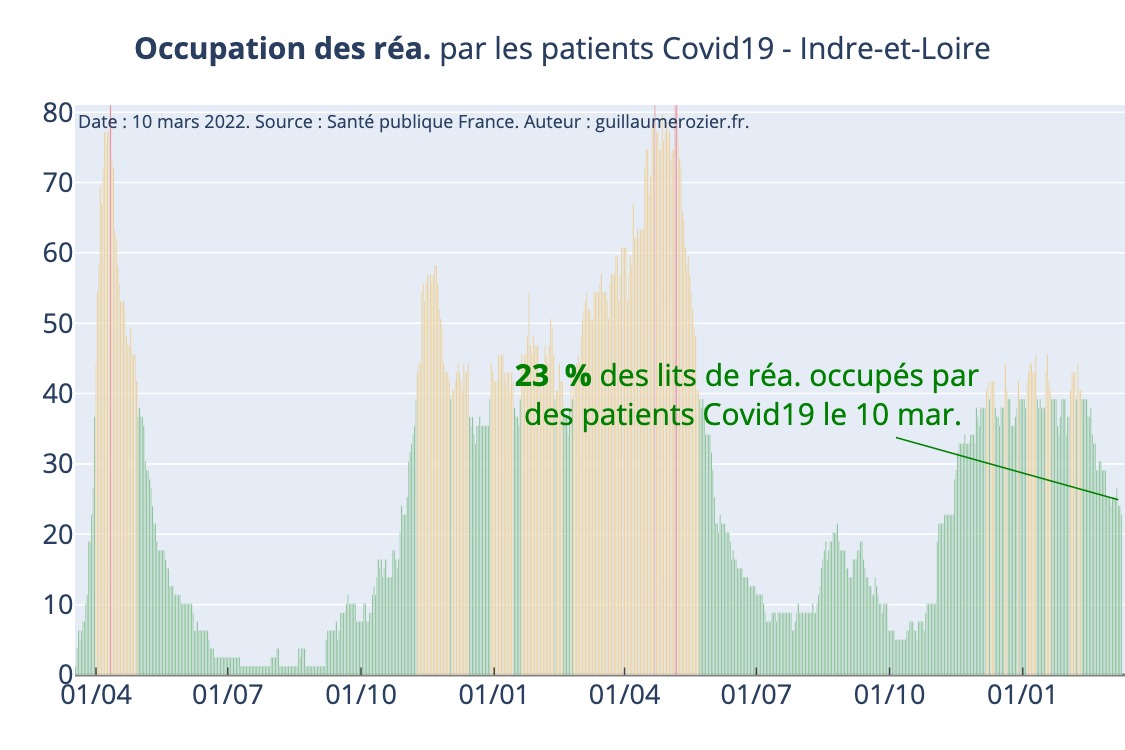 Occupation des réa. par les patients Covid19 - Indre-et-Loire
80
Date : 10 mars 2022. Source : Santé publique France. Auteur : guillaumerozier.fr.
70
60
50
23 % des lits de réa. occupés par
40
des patients Covid19 le 10 mar.
30
20
10
0
01/04 01/07 01/10 01/01 01/04 01/07 01/10 01/01